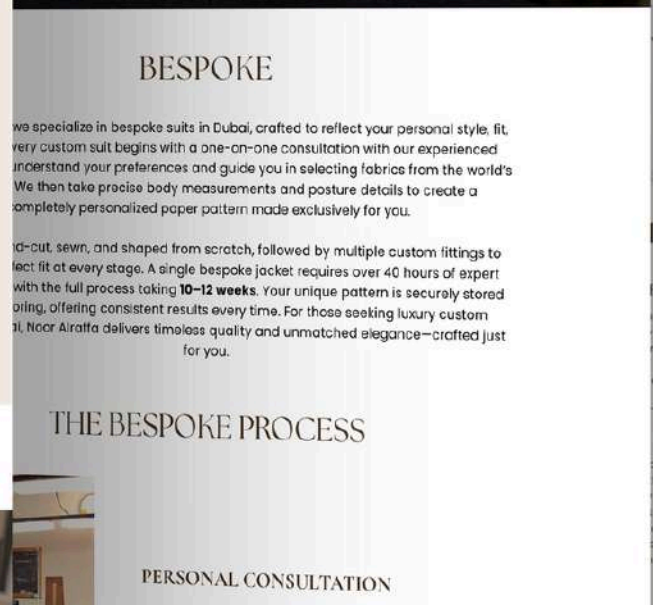 BESPOKE
we specialize in bespoke suits in Dubai, crafted to reflect your personal style, fit,
very custom suit begins with a one-on-one consultation with our experienced
understand your preferences and guide you in selecting fabrics from the world's
We then take precise body measurements and posture details to create a
ompletely personalized paper pattern made exclusively for you.
d-cut, sewn, and shaped from scratch, followed by multiple custom fittings to
fect fit at every stage. A single bespoke jacket requires over 40 hours of expert
with the full process taking 10–12 weeks. Your unique pattern is securely stored
oring, offering consistent results every time. For those seeking luxury custom
ai, Noor Alraffa delivers timeless quality and unmatched elegance—crafted just
for you.
THE BESPOKE PROCESS
PERSONAL CONSULTATION